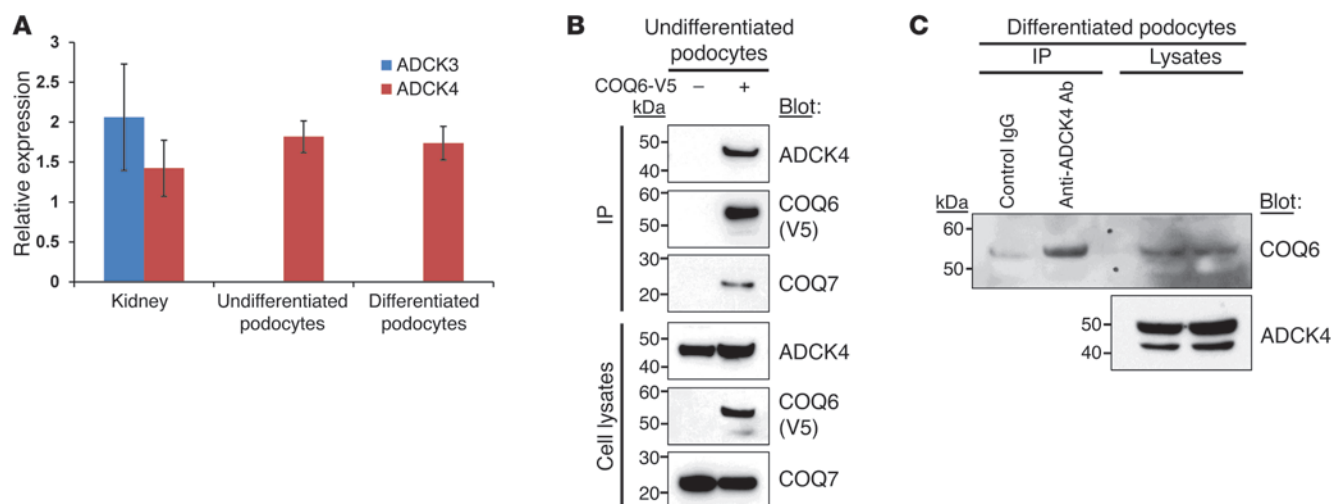 A
3
2.5
2
1.5
1
0.5
0
Relative expression
ADCK3
ADCK4
Kidney
Undifferentiated
podocytes
Differentiated
podocytes
B
Undifferentiated
podocytes
COQ6-V5 – +
kDa
Blot:
IP
50
40
ADCK4
60
50
COQ6
(V5)
30
20
COQ7
Cell lysates
50
40
ADCK4
60
50
COQ6
(V5)
30
20
COQ7
C
Differentiated podocytes
IP Lysates
Control IgG
Anti-ADCK4 Ab
kDa
Blot:
60
50
COQ6
50
40
ADCK4